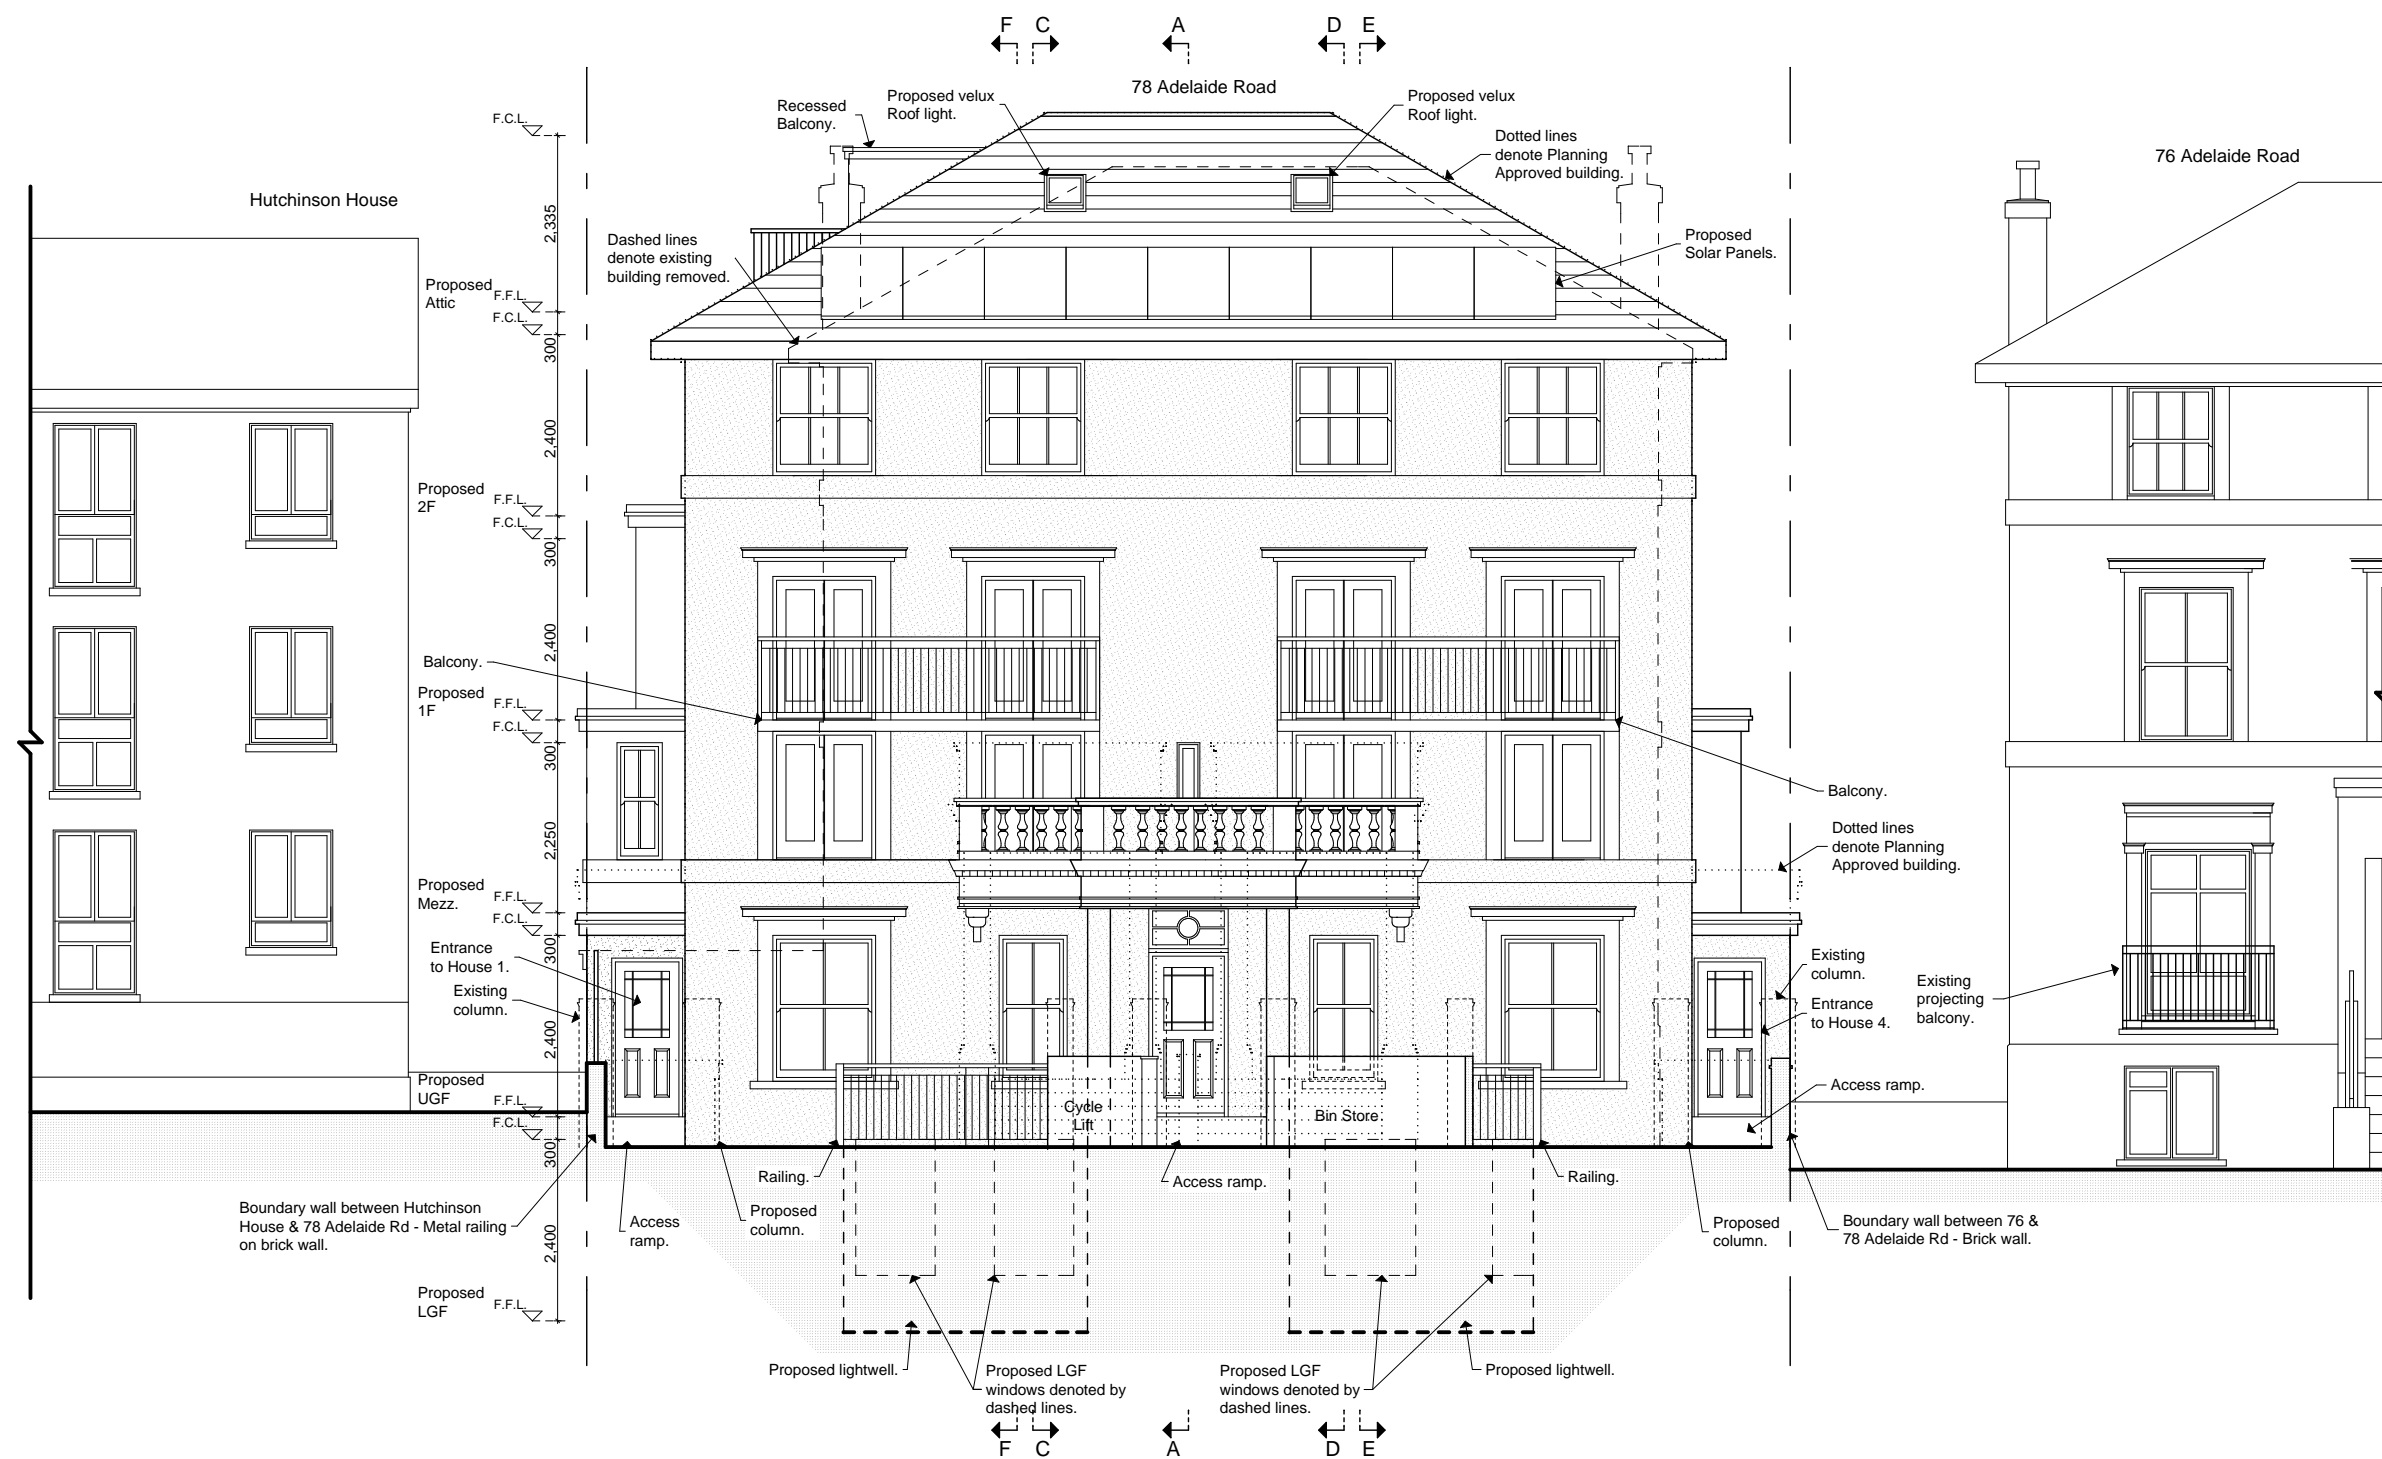 F C A D E
78 Adelaide Road
Recessed
Balcony.
Proposed velux
Roof light.
Proposed velux
Roof light.
Dotted lines
denote Planning
Approved building.
76 Adelaide Road
Hutchinson House
Dashed lines
denote existing
building removed.
Proposed
Solar Panels.
F.C.L.
2,335
Proposed
Attic
F.F.L.
F.C.L.
300
2,400
Proposed
2F
F.F.L.
F.C.L.
300
2,400
Balcony.
Proposed
1F
F.F.L.
F.C.L.
300
Balcony.
2,250
Dotted lines
denote Planning
Approved building.
Proposed
Mezz.
F.F.L.
F.C.L.
300
Entrance
to House 1.
Existing
column.
Existing
column.
Entrance
to House 4.
Existing
projecting
balcony.
2,400
Proposed
UGF
F.F.L.
F.C.L.
300
Access ramp.
Cycle
Lift
Bin Store
Railing.
Access ramp.
Railing.
Boundary wall between Hutchinson
House & 78 Adelaide Rd - Metal railing
on brick wall.
Access
ramp.
Proposed
column.
Proposed
column.
Boundary wall between 76 &
78 Adelaide Rd - Brick wall.
2,400
Proposed
LGF
F.F.L.
Proposed lightwell.
Proposed LGF
windows denoted by
dashed lines.
Proposed LGF
windows denoted by
dashed lines.
Proposed lightwell.
F C A D E